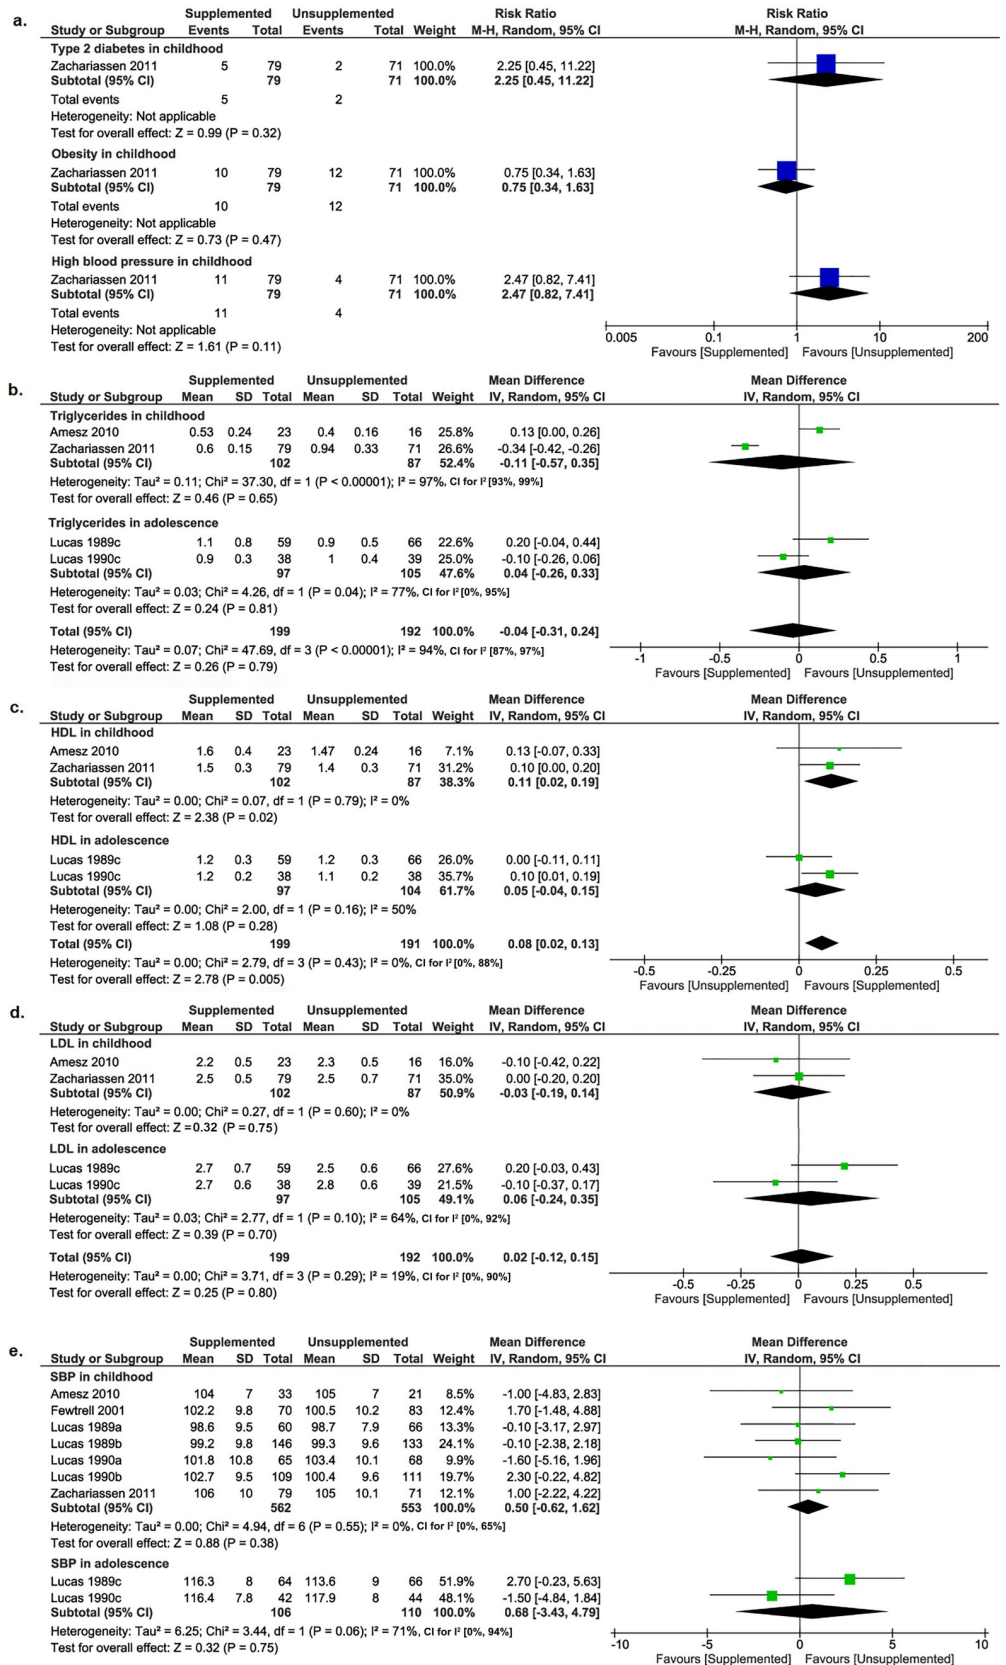 a.
Supplemented Unsupplemented Risk Ratio Risk Ratio
Study or Subgroup Events Total Events Total Weight M-H, Random, 95% CI M-H, Random, 95% CI
Type 2 diabetes in childhood
Zachariassen 2011 5 79 2 71 100.0% 2.25 [0.45, 11.22]
Subtotal (95% CI) 79 71 100.0% 2.25 [0.45, 11.22]
Total events 5 2
Heterogeneity: Not applicable
Test for overall effect: Z = 0.99 (P = 0.32)
Obesity in childhood
Zachariassen 2011 10 79 12 71 100.0% 0.75 [0.34, 1.63]
Subtotal (95% CI) 79 71 100.0% 0.75 [0.34, 1.63]
Total events 10 12
Heterogeneity: Not applicable
Test for overall effect: Z = 0.73 (P = 0.47)
High blood pressure in childhood
Zachariassen 2011 11 79 4 71 100.0% 2.47 [0.82, 7.41]
Subtotal (95% CI) 79 71 100.0% 2.47 [0.82, 7.41]
Total events 11 4
Heterogeneity: Not applicable
Test for overall effect: Z = 1.61 (P = 0.11)
0.005 0.1 1 10 200
Favours [Supplemented] Favours [Unsupplemented]
b.
Supplemented Unsupplemented Mean Difference Mean Difference
Study or Subgroup Mean SD Total Mean SD Total Weight IV, Random, 95% CI IV, Random, 95% CI
Triglycerides in childhood
Amesz 2010 0.53 0.24 23 0.4 0.16 16 25.8% 0.13 [0.00, 0.26]
Zachariassen 2011 0.6 0.15 79 0.94 0.33 71 26.6% -0.34 [-0.42, -0.26]
Subtotal (95% CI) 102 87 52.4% -0.11 [-0.57, 0.35]
Heterogeneity: Tau² = 0.11; Chi² = 37.30, df = 1 (P < 0.00001); I² = 97%, CI for I² [93%, 99%]
Test for overall effect: Z = 0.46 (P = 0.65)
Triglycerides in adolescence
Lucas 1989c 1.1 0.8 59 0.9 0.5 66 22.6% 0.20 [-0.04, 0.44]
Lucas 1990c 0.9 0.3 38 1 0.4 39 25.0% -0.10 [-0.26, 0.06]
Subtotal (95% CI) 97 105 47.6% 0.04 [-0.26, 0.33]
Heterogeneity: Tau² = 0.03; Chi² = 4.26, df = 1 (P = 0.04); I² = 77%, CI for I² [0%, 95%]
Test for overall effect: Z = 0.24 (P = 0.81)
Total (95% CI) 199 192 100.0% -0.04 [-0.31, 0.24]
Heterogeneity: Tau² = 0.07; Chi² = 47.69, df = 3 (P < 0.00001); I² = 94%, CI for I² [87%, 97%]
Test for overall effect: Z = 0.26 (P = 0.79)
-1 -0.5 0 0.5 1
Favours [Supplemented] Favours [Unsupplemented]
c.
Supplemented Unsupplemented Mean Difference Mean Difference
Study or Subgroup Mean SD Total Mean SD Total Weight IV, Random, 95% CI IV, Random, 95% CI
HDL in childhood
Amesz 2010 1.6 0.4 23 1.47 0.24 16 7.1% 0.13 [-0.07, 0.33]
Zachariassen 2011 1.5 0.3 79 1.4 0.3 71 31.2% 0.10 [0.00, 0.20]
Subtotal (95% CI) 102 87 38.3% 0.11 [0.02, 0.19]
Heterogeneity: Tau² = 0.00; Chi² = 0.07, df = 1 (P = 0.79); I² = 0%
Test for overall effect: Z = 2.38 (P = 0.02)
HDL in adolescence
Lucas 1989c 1.2 0.3 59 1.2 0.3 66 26.0% 0.00 [-0.11, 0.11]
Lucas 1990c 1.2 0.2 38 1.1 0.2 38 35.7% 0.10 [0.01, 0.19]
Subtotal (95% CI) 97 104 61.7% 0.05 [-0.04, 0.15]
Heterogeneity: Tau² = 0.00; Chi² = 2.00, df = 1 (P = 0.16); I² = 50%
Test for overall effect: Z = 1.08 (P = 0.28)
Total (95% CI) 199 191 100.0% 0.08 [0.02, 0.13]
Heterogeneity: Tau² = 0.00; Chi² = 2.79, df = 3 (P = 0.43); I² = 0%, CI for I² [0%, 88%]
Test for overall effect: Z = 2.78 (P = 0.005)
-0.5 -0.25 0 0.25 0.5
Favours [Unsupplemented] Favours [Supplemented]
d.
Supplemented Unsupplemented Mean Difference Mean Difference
Study or Subgroup Mean SD Total Mean SD Total Weight IV, Random, 95% CI IV, Random, 95% CI
LDL in childhood
Amesz 2010 2.2 0.5 23 2.3 0.5 16 16.0% -0.10 [-0.42, 0.22]
Zachariassen 2011 2.5 0.5 79 2.5 0.7 71 35.0% 0.00 [-0.20, 0.20]
Subtotal (95% CI) 102 87 50.9% -0.03 [-0.19, 0.14]
Heterogeneity: Tau² = 0.00; Chi² = 0.27, df = 1 (P = 0.60); I² = 0%
Test for overall effect: Z =0.32 (P = 0.75)
LDL in adolescence
Lucas 1989c 2.7 0.7 59 2.5 0.6 66 27.6% 0.20 [-0.03, 0.43]
Lucas 1990c 2.7 0.6 38 2.8 0.6 39 21.5% -0.10 [-0.37, 0.17]
Subtotal (95% CI) 97 105 49.1% 0.06 [-0.24, 0.35]
Heterogeneity: Tau² = 0.03; Chi² = 2.77, df = 1 (P = 0.10); I² = 64%, CI for I² [0%, 92%]
Test for overall effect: Z = 0.39 (P = 0.70)
Total (95% CI) 199 192 100.0% 0.02 [-0.12, 0.15]
Heterogeneity: Tau² = 0.00; Chi² = 3.71, df = 3 (P = 0.29); I² = 19%, CI for I² [0%, 90%]
Test for overall effect: Z = 0.25 (P = 0.80)
-0.5 -0.25 0 0.25 0.5
Favours [Supplemented] Favours [Unsupplemented]
e.
Supplemented Unsupplemented Mean Difference Mean Difference
Study or Subgroup Mean SD Total Mean SD Total Weight IV, Random, 95% CI IV, Random, 95% CI
SBP in childhood
Amesz 2010 104 7 33 105 7 21 8.5% -1.00 [-4.83, 2.83]
Fewtrell 2001 102.2 9.8 70 100.5 10.2 83 12.4% 1.70 [-1.48, 4.88]
Lucas 1989a 98.6 9.5 60 98.7 7.9 66 13.3% -0.10 [-3.17, 2.97]
Lucas 1989b 99.2 9.8 146 99.3 9.6 133 24.1% -0.10 [-2.38, 2.18]
Lucas 1990a 101.8 10.8 65 103.4 10.1 68 9.9% -1.60 [-5.16, 1.96]
Lucas 1990b 102.7 9.5 109 100.4 9.6 111 19.7% 2.30 [-0.22, 4.82]
Zachariassen 2011 106 10 79 105 10.1 71 12.1% 1.00 [-2.22, 4.22]
Subtotal (95% CI) 562 553 100.0% 0.50 [-0.62, 1.62]
Heterogeneity: Tau² = 0.00; Chi² = 4.94, df = 6 (P = 0.55); I² = 0%, CI for I² [0%, 65%]
Test for overall effect: Z = 0.88 (P = 0.38)
SBP in adolescence
Lucas 1989c 116.3 8 64 113.6 9 66 51.9% 2.70 [-0.23, 5.63]
Lucas 1990c 116.4 7.8 42 117.9 8 44 48.1% -1.50 [-4.84, 1.84]
Subtotal (95% CI) 106 110 100.0% 0.68 [-3.43, 4.79]
Heterogeneity: Tau² = 6.25; Chi² = 3.44, df = 1 (P = 0.06); I² = 71%, CI for I² [0%, 94%]
Test for overall effect: Z = 0.32 (P = 0.75)
-10 -5 0 5 10
Favours [Supplemented] Favours [Unsupplemented]